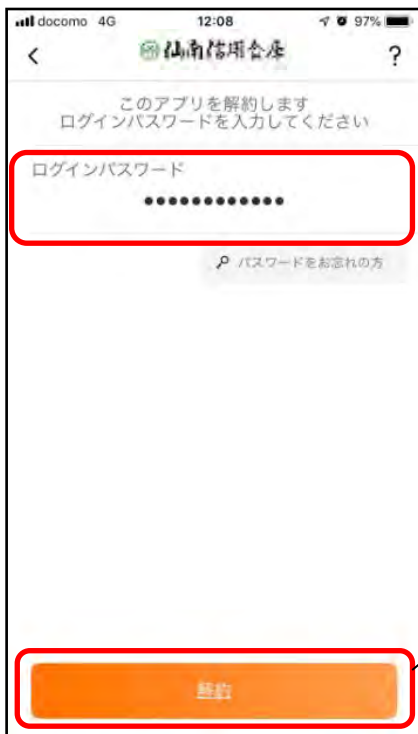 docomo 4G 12:08 97%
仙南信用金庫 ?
このアプリを解約します
ログインパスワードを入力してください
ログインパスワード
••••••••••••
パスワードをお忘れの方
解約